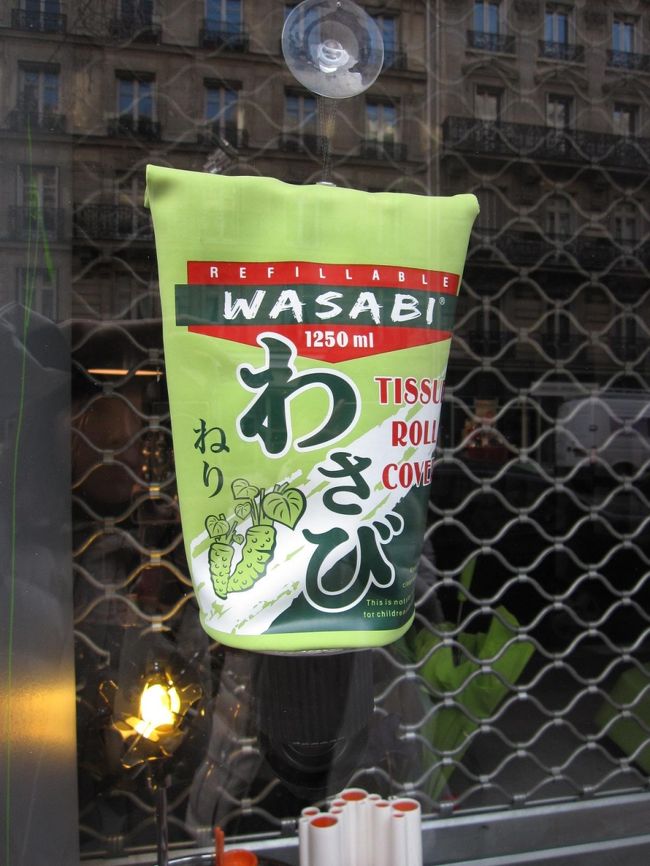 REFILLABLE
WASABI®
1250 ml
わさび
ねり
TISSU
ROLL
COVE
This is not
for children